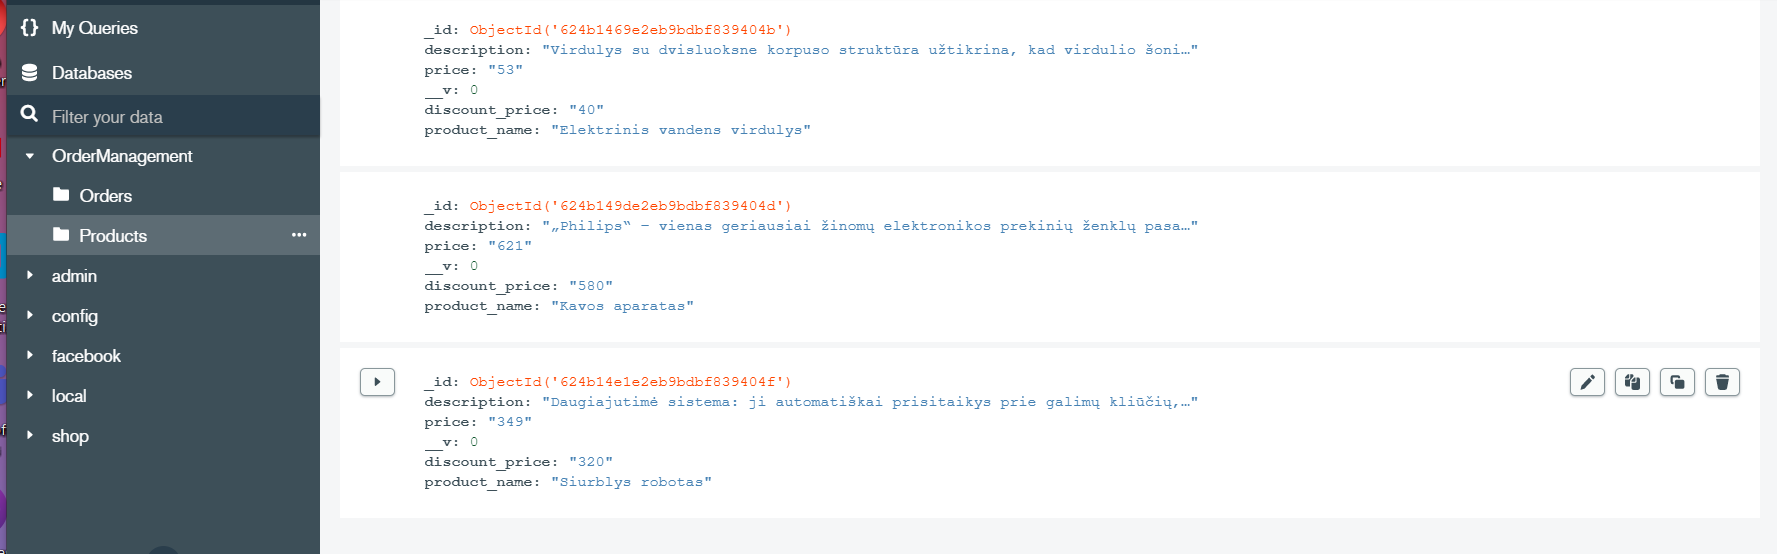 My Queries
Databases
Filter your data
OrderManagement
Orders
Products
admin
config
facebook
local
shop
_id: ObjectId('624b1469e2eb9bdbf839404b')
description: "Virdulys su dvisluoksne korpuso struktūra užtikrina, kad virdulio šoni…"
price: "53"
__v: 0
discount_price: "40"
product_name: "Elektrinis vandens virdulys"
_id: ObjectId('624b149de2eb9bdbf839404d')
description: "„Philips“ – vienas geriausiai žinomų elektronikos prekinių ženklų pasa…"
price: "621"
__v: 0
discount_price: "580"
product_name: "Kavos aparatas"
_id: ObjectId('624b14e1e2eb9bdbf839404f')
description: "Daugiajutimė sistema: ji automatiškai prisitaikys prie galimų kliūčių,…"
price: "349"
__v: 0
discount_price: "320"
product_name: "Siurblys robotas"